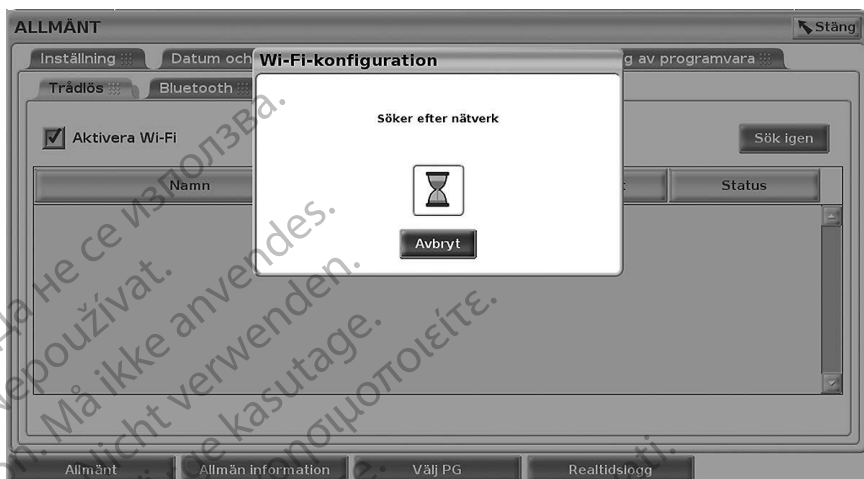 ALLMÄNT
Stäng
Inställning
Datum och
g av programvara
Trådlös
Bluetooth
Wi-Fi-konfiguration
Söker efter nätverk
Avbryt
Aktivera Wi-Fi
Sök igen
Namn
Status
Allmänt
Allmän information
Välj PG
Realtidslogg
Да не се използва.
Nepoužívat.
Må ikke anvendes.
nicht verwenden.
ge kasutage.
χρησιμοποιείτε.